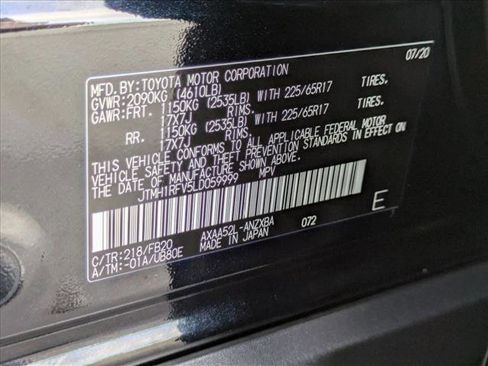 MFD.BY:TOYOTA MOTOR CORPORATION 07/20
GVWR:2090KG (4610LB)
GAWR:FRT. 1150KG (2535LB) WITH 225/65R17 TIRES.
17X7J RIMS.
RR. 1150KG (2535LB) WITH 225/65R17 TIRES.
17X7J RIMS.
THIS VEHICLE CONFORMS TO ALL APPLICABLE FEDERAL MOTOR
VEHICLE SAFETY AND BUMPER STANDARDS IN EFFECT ON
THE DATE OF MANUFACTURE SHOWN ABOVE.
JTMH1RFV5LD059999 MPV
C/TR:218/FB20 AXAA52L-ANZXBA 072 E
A/TM:-01A/UB80E MADE IN JAPAN